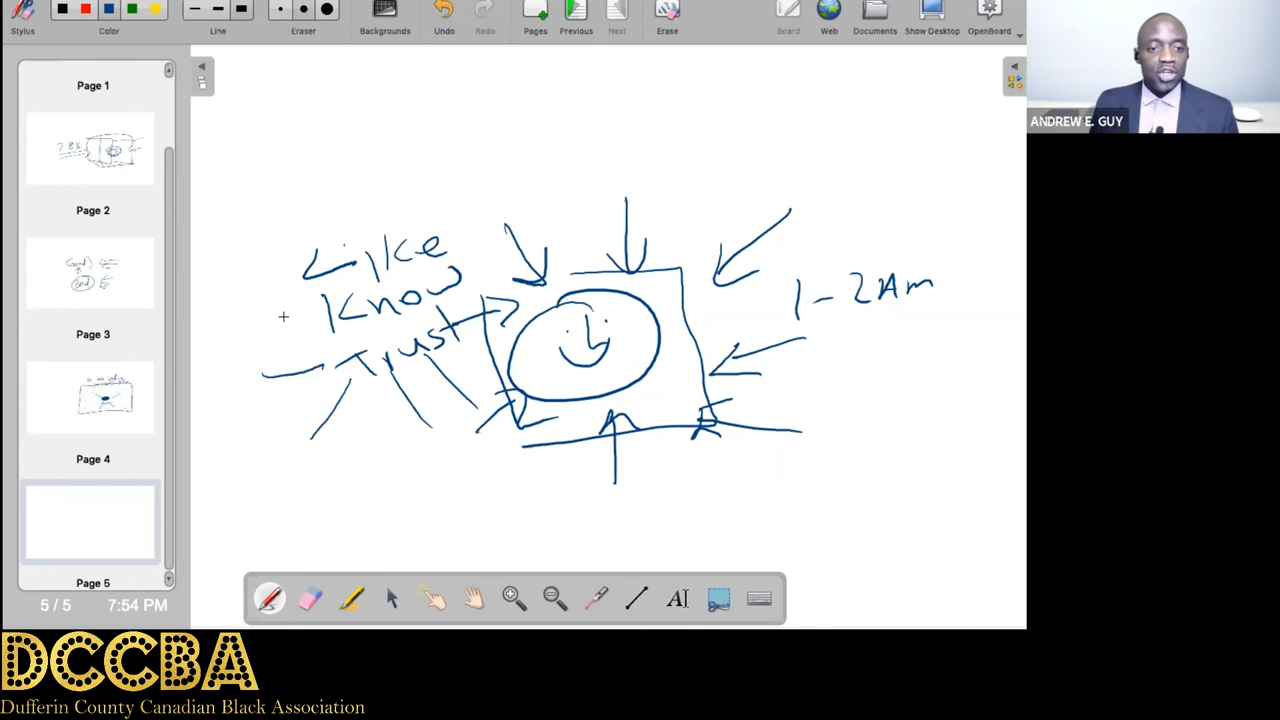 Stylus
Color
Line
Eraser
Backgrounds
Undo
Redo
Pages
Previous
Next
Erase
Board
Web
Documents
Show Desktop
OpenBoard
Page 1
Page 2
Page 3
Page 4
Page 5
5 / 5 7:54 PM
Like
Know
Trust
1 - 2 Am
ANDREW E. GUY
DCCBA
Dufferin County Canadian Black Association